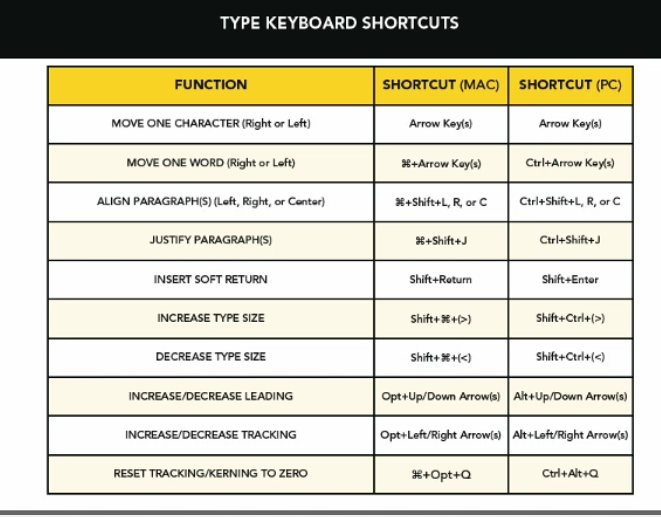 TYPE KEYBOARD SHORTCUTS
FUNCTION SHORTCUT (MAC) SHORTCUT (PC)
MOVE ONE CHARACTER (Right or Left) Arrow Key(s) Arrow Key(s)
MOVE ONE WORD (Right or Left) ⌘+Arrow Key(s) Ctrl+Arrow Key(s)
ALIGN PARAGRAPH(S) (Left, Right, or Center) ⌘+Shift+L, R, or C Ctrl+Shift+L, R, or C
JUSTIFY PARAGRAPH(S) ⌘+Shift+J Ctrl+Shift+J
INSERT SOFT RETURN Shift+Return Shift+Enter
INCREASE TYPE SIZE Shift+⌘+(>) Shift+Ctrl+(>)
DECREASE TYPE SIZE Shift+⌘+(<) Shift+Ctrl+(<)
INCREASE/DECREASE LEADING Opt+Up/Down Arrow(s) Alt+Up/Down Arrow(s)
INCREASE/DECREASE TRACKING Opt+Left/Right Arrow(s) Alt+Left/Right Arrow(s)
RESET TRACKING/KERNING TO ZERO ⌘+Opt+Q Ctrl+Alt+Q